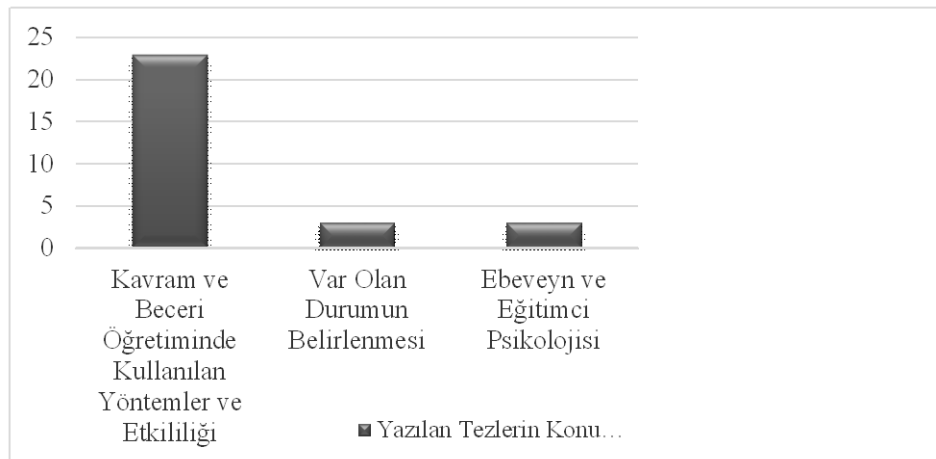 25
20
15
10
5
0
Kavram ve
Beceri
Öğretiminde
Kullanılan
Yöntemler ve
Etkililiği
Var Olan
Durumun
Belirlenmesi
Ebeveyn ve
Eğitimci
Psikolojisi
Yazılan Tezlerin Konu…